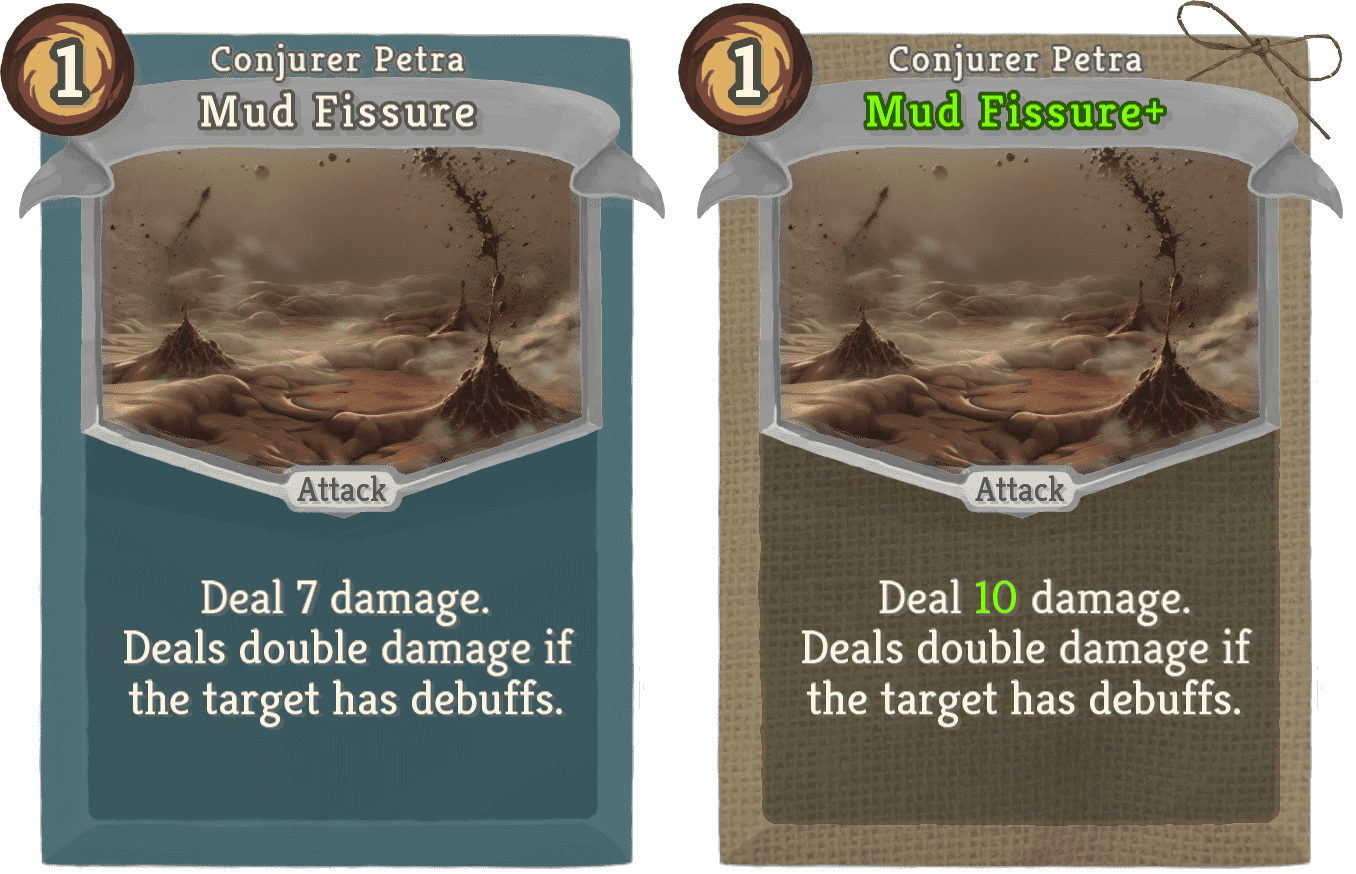 1
Conjurer Petra
Mud Fissure
Attack
Deal 7 damage.
Deals double damage if
the target has debuffs.
1
Conjurer Petra
Mud Fissure+
Attack
Deal 10 damage.
Deals double damage if
the target has debuffs.